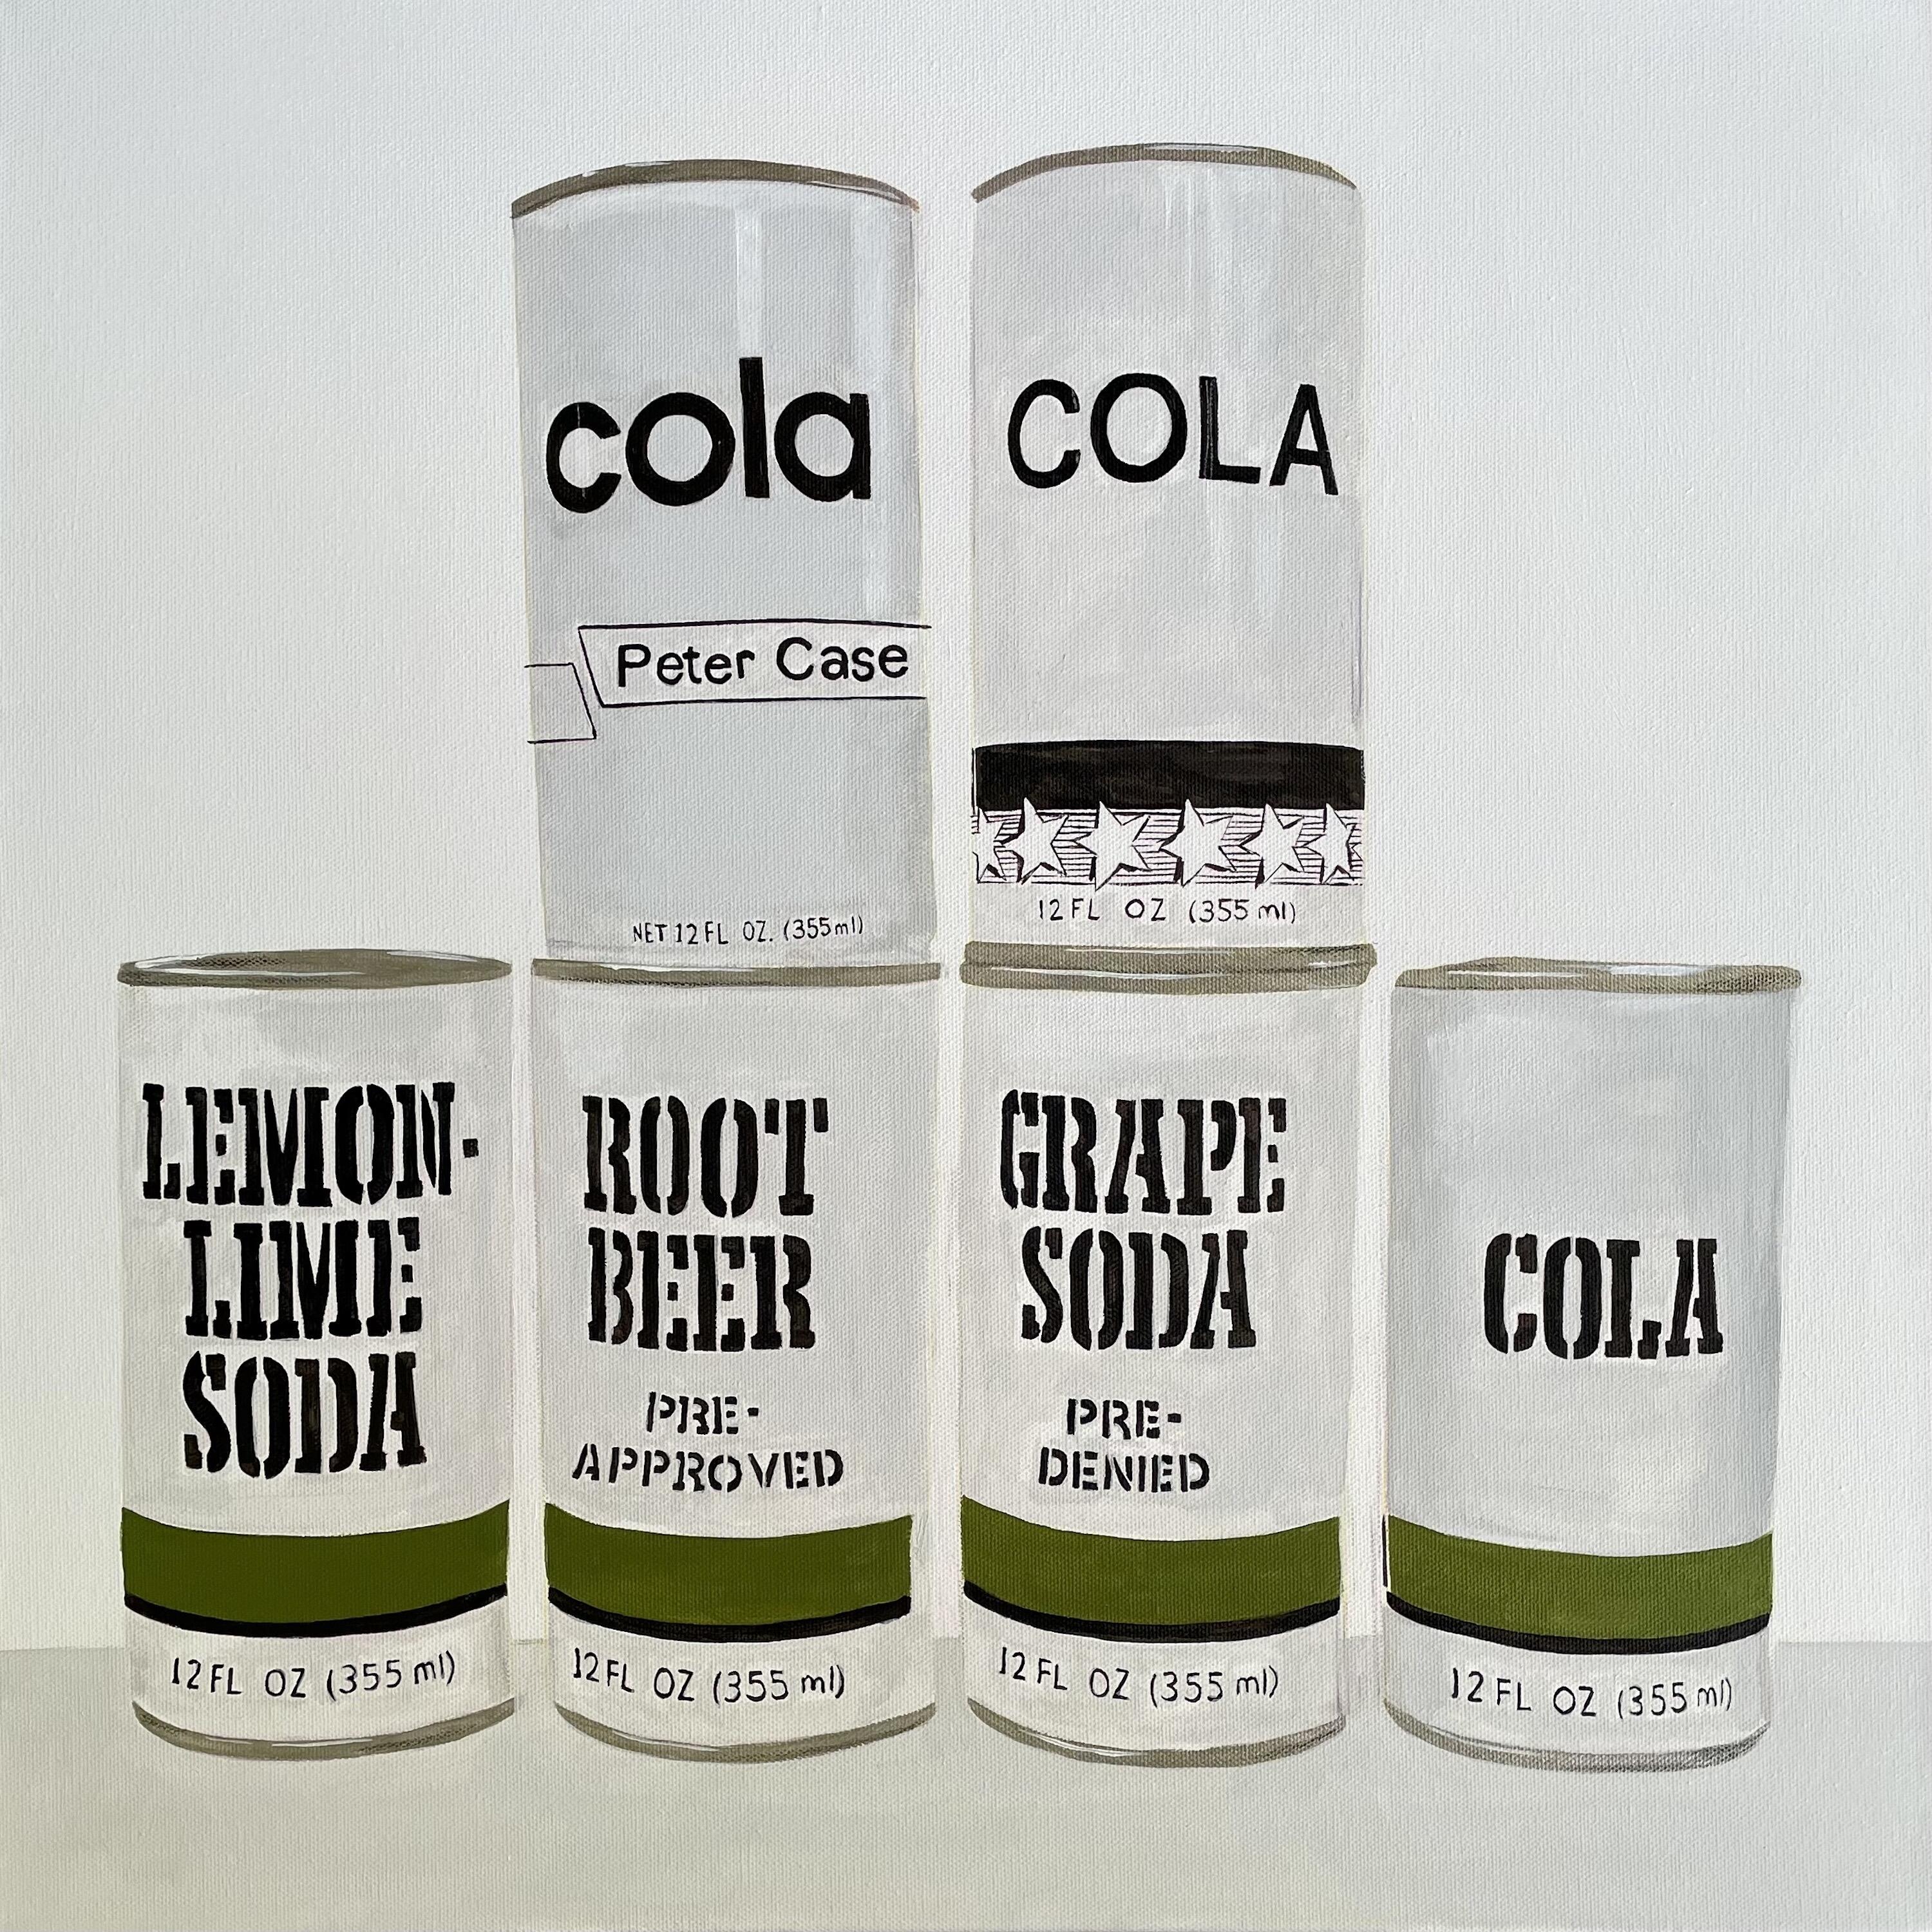 cola
Peter Case
NET 12 FL OZ. (355ml)
COLA
12 FL OZ (355 ml)
LEMON-
LIME
SODA
12 FL OZ (355 ml)
ROOT
BEER
PRE-
APPROVED
12 FL OZ (355 ml)
GRAPE
SODA
PRE-
DENIED
12 FL OZ (355 ml)
COLA
12 FL OZ (355 ml)